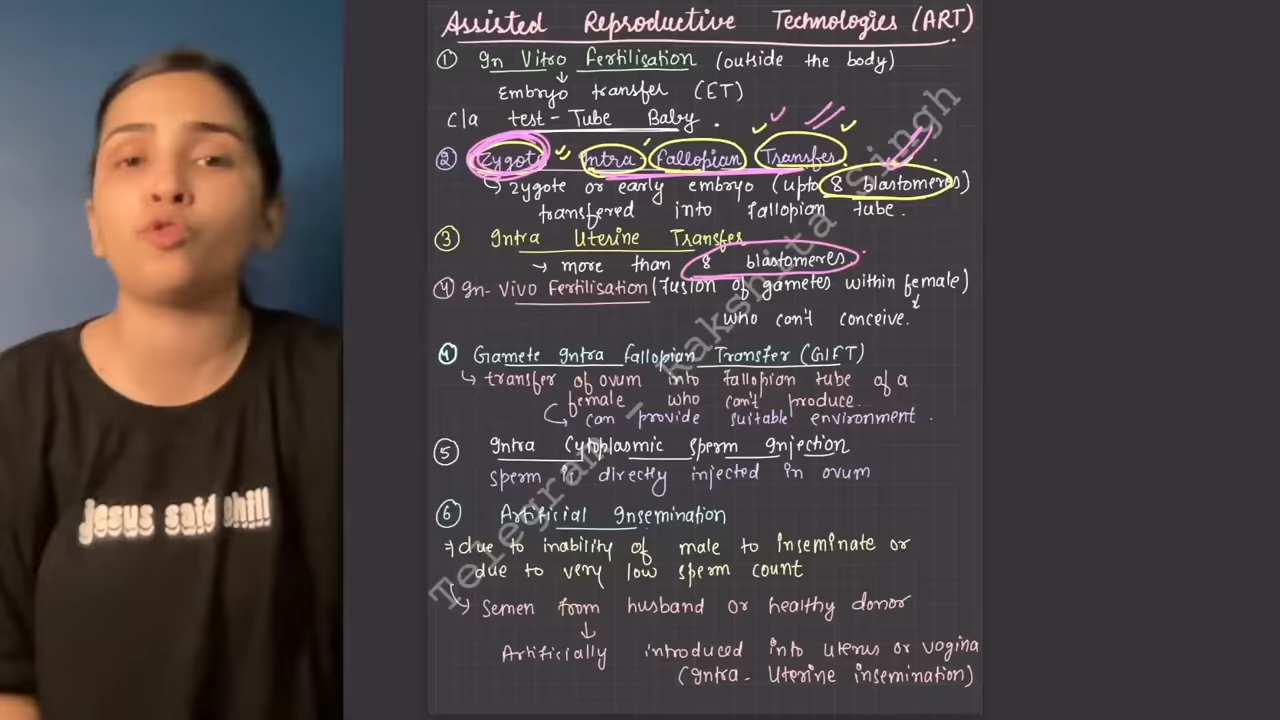 jesus said chill
Assisted Reproductive Technologies (ART)
① In Vitro Fertilisation (outside the body)
↓
Embryo transfer (ET)
C/a test-Tube Baby.
② Zygote Intra Fallopian Transfer
↳ zygote or early embryo (upto 8 blastomeres)
transferred into fallopian tube.
③ Intra Uterine Transfer
→ more than 8 blastomeres
④ In-Vivo Fertilisation (fusion of gametes within female)
who can't conceive.
④ Gamete Intra fallopian Transfer (GIFT)
↳ transfer of ovum into fallopian tube of a
female who can't produce.
↳ can provide suitable environment.
⑤ Intra Cytoplasmic sperm Injection
sperm is directly injected in ovum
⑥ Artificial Insemination
⇒ due to inability of male to inseminate or
due to very low sperm count
↳ Semen from husband or healthy donor
↓
Artificially introduced into uterus or vagina
(Intra-Uterine insemination)
Telegram - Rakshita Singh